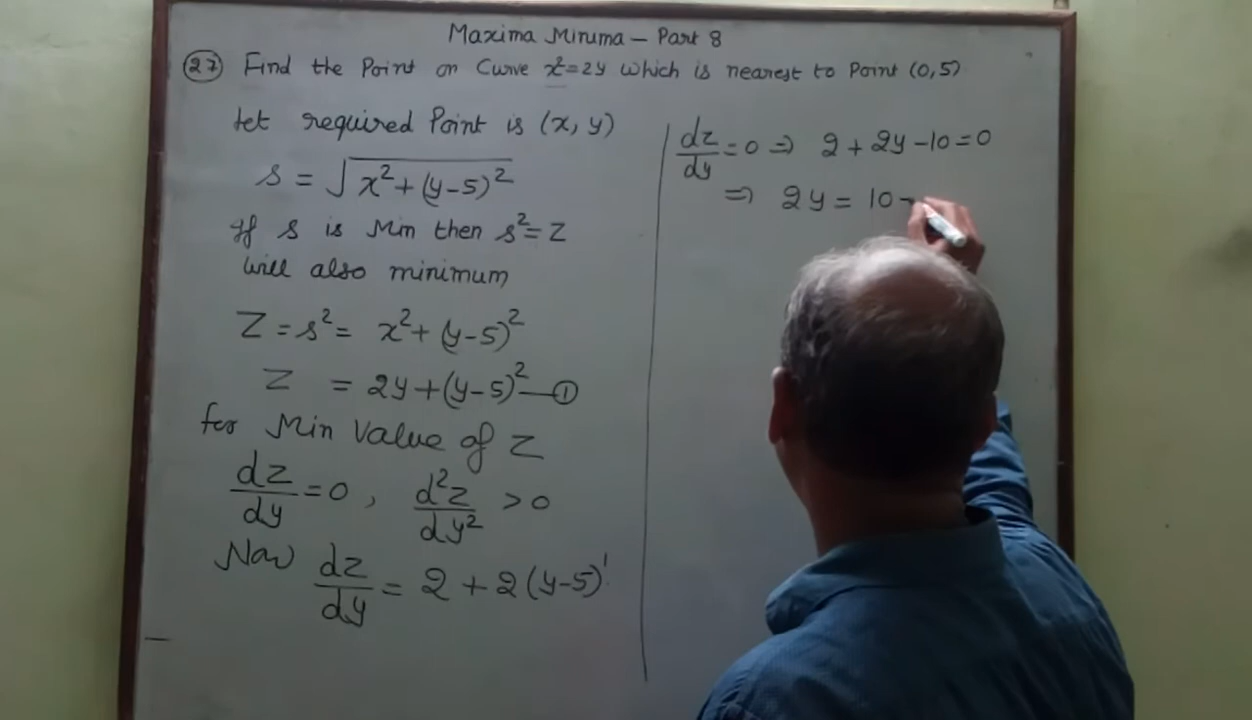 Maxima Minima - Part 8
(27) Find the Point on Curve x²=2y which is nearest to Point (0,5)
Let required Point is (x, y)
s = √x²+(y-5)²
If s is Min then s²=Z
will also minimum
Z = s² = x²+(y-5)²
Z = 2y+(y-5)² —①
for Min Value of Z
dz/dy = 0 , d²z/dy² > 0
Now dz/dy = 2 + 2(y-5)¹
dz/dy = 0 ⇒ 2 + 2y - 10 = 0
⇒ 2y = 10 -